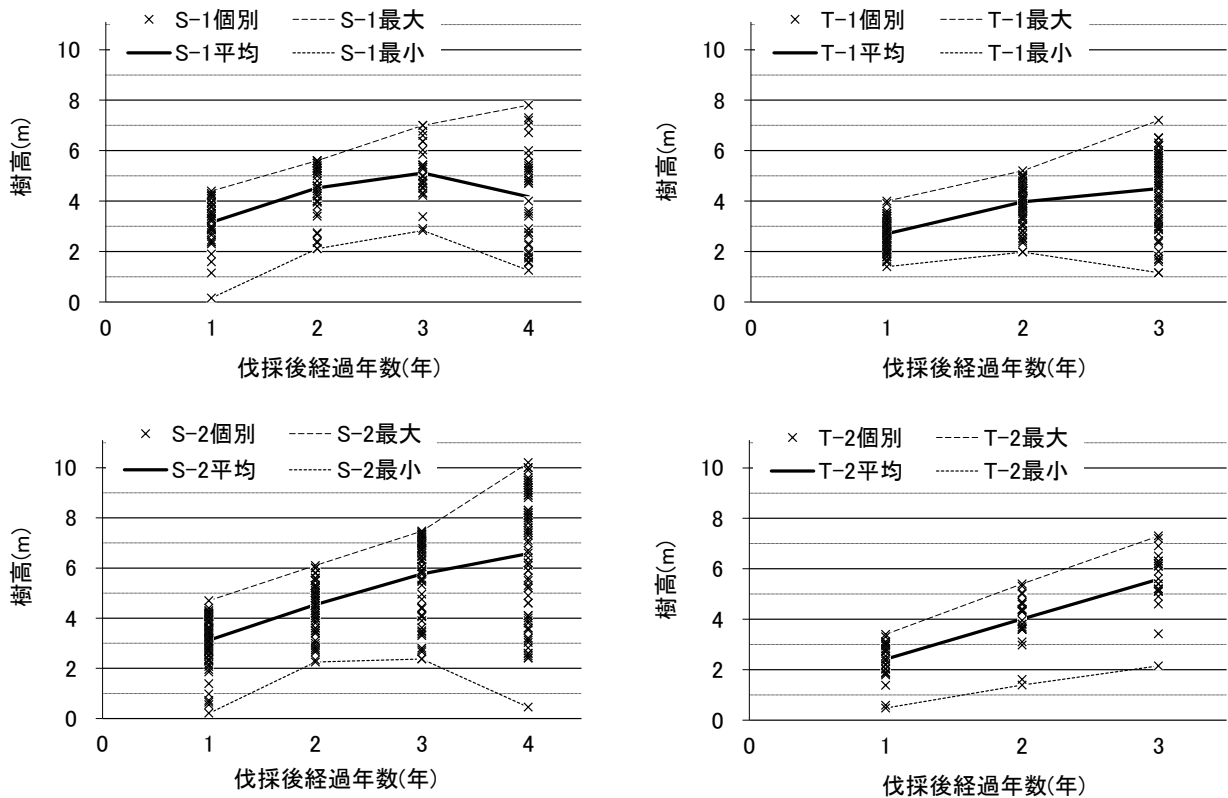 × S-1個別 S-1最大
S-1平均 S-1最小
10
8
6
4
2
0
樹高(m)
0 1 2 3 4
伐採後経過年数(年)
× T-1個別 T-1最大
T-1平均 T-1最小
10
8
6
4
2
0
樹高(m)
0 1 2 3
伐採後経過年数(年)
× S-2個別 S-2最大
S-2平均 S-2最小
10
8
6
4
2
0
樹高(m)
0 1 2 3 4
伐採後経過年数(年)
× T-2個別 T-2最大
T-2平均 T-2最小
10
8
6
4
2
0
樹高(m)
0 1 2 3
伐採後経過年数(年)